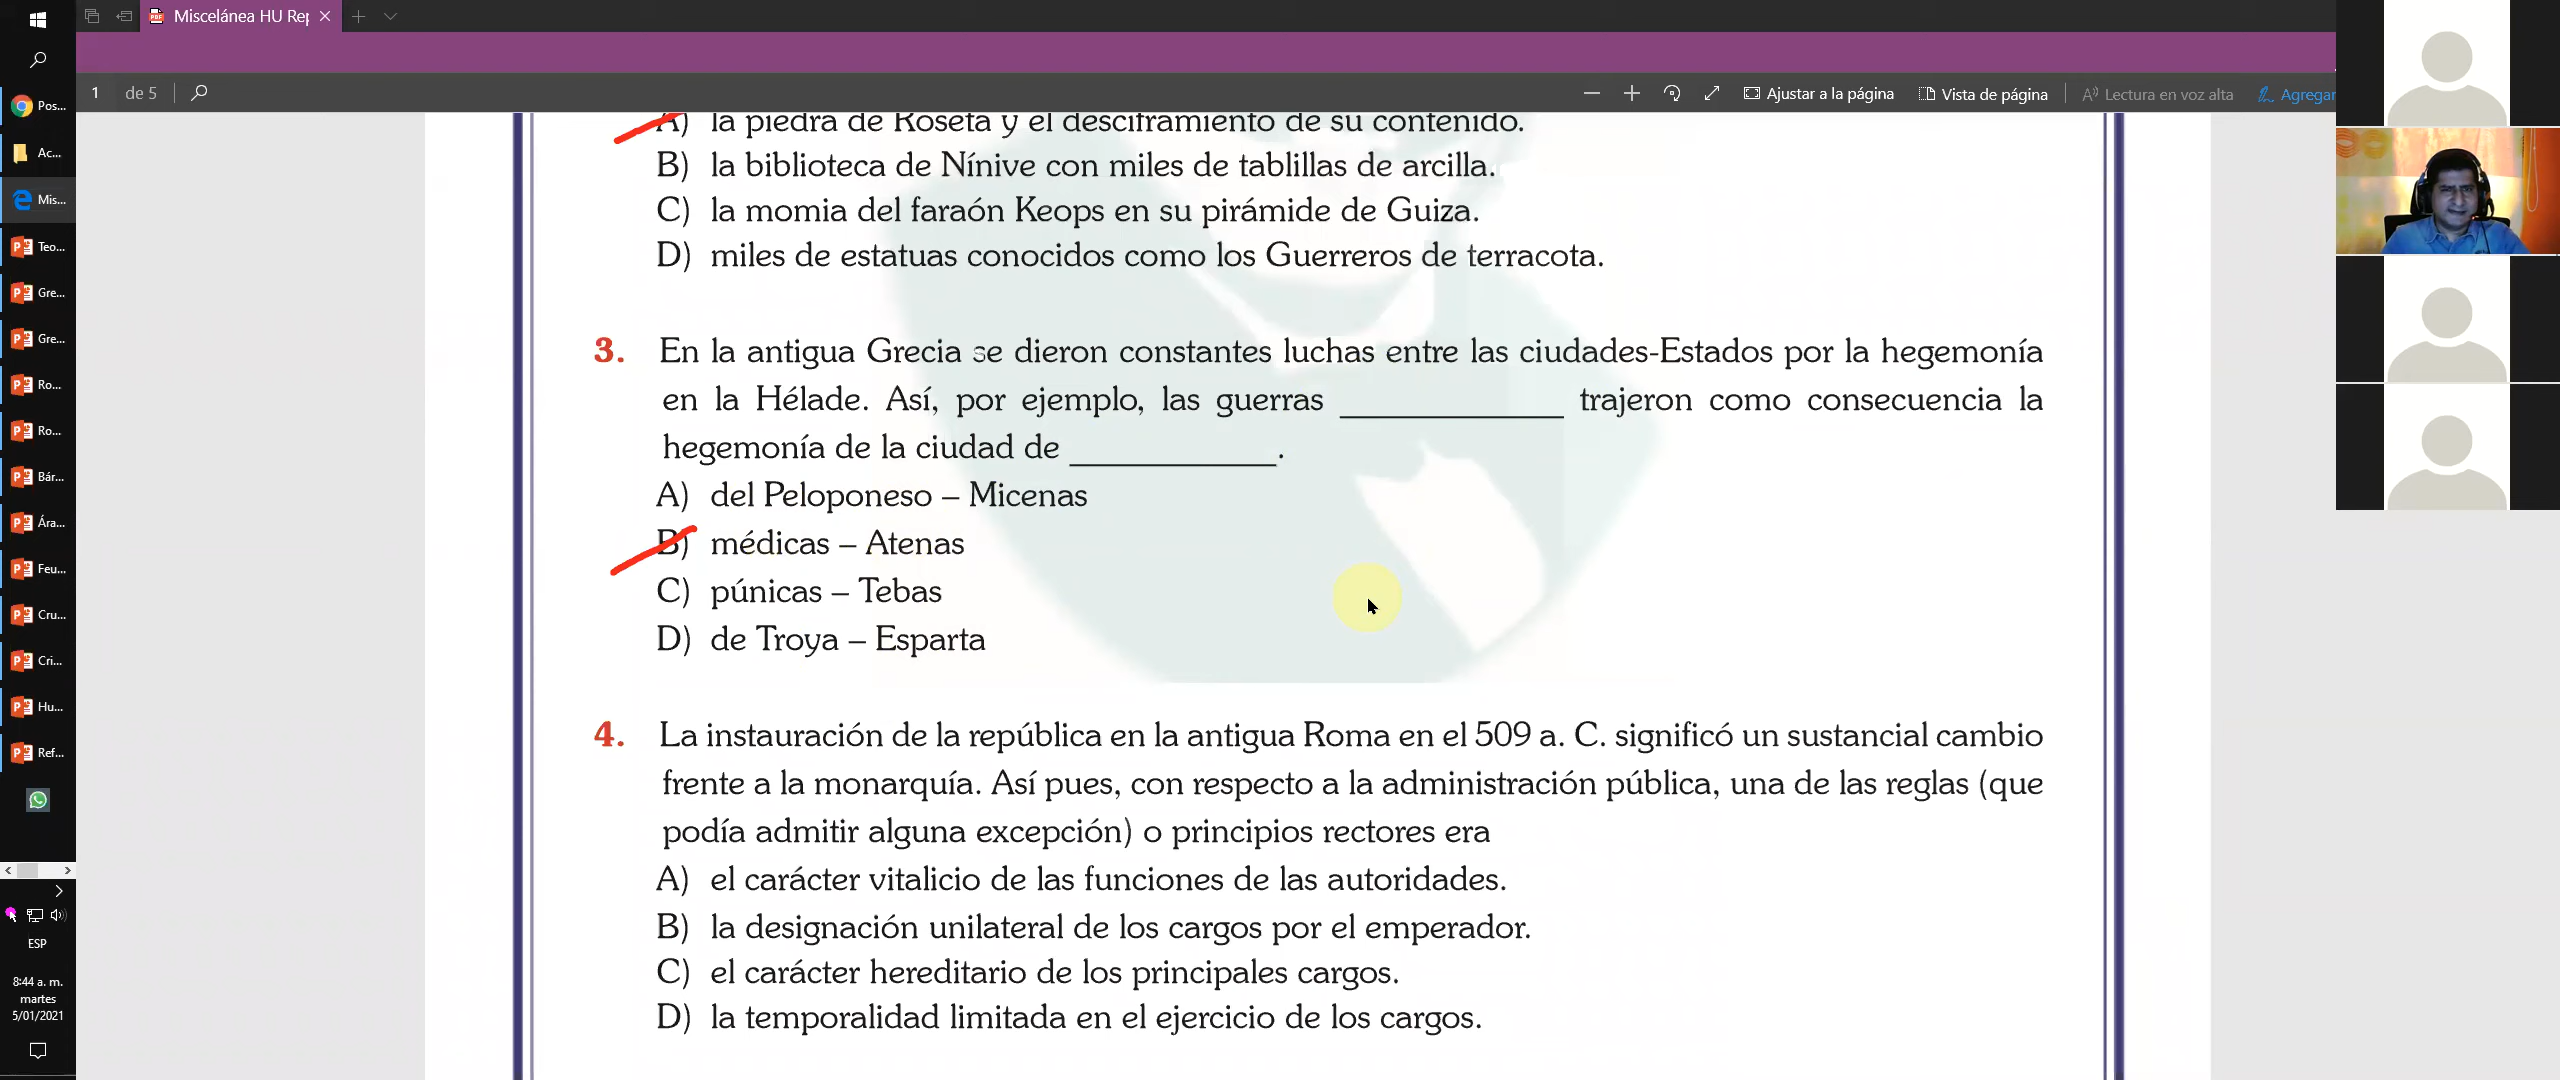 Miscelánea HU Rep
1 de 5
Ajustar a la página
Vista de página
Lectura en voz alta
Agregar
A) la piedra de Roseta y el desciframiento de su contenido.
B) la biblioteca de Nínive con miles de tablillas de arcilla.
C) la momia del faraón Keops en su pirámide de Guiza.
D) miles de estatuas conocidos como los Guerreros de terracota.
3. En la antigua Grecia se dieron constantes luchas entre las ciudades-Estados por la hegemonía
en la Hélade. Así, por ejemplo, las guerras ____________ trajeron como consecuencia la
hegemonía de la ciudad de ___________.
A) del Peloponeso – Micenas
B) médicas – Atenas
C) púnicas – Tebas
D) de Troya – Esparta
4. La instauración de la república en la antigua Roma en el 509 a. C. significó un sustancial cambio
frente a la monarquía. Así pues, con respecto a la administración pública, una de las reglas (que
podía admitir alguna excepción) o principios rectores era
A) el carácter vitalicio de las funciones de las autoridades.
B) la designación unilateral de los cargos por el emperador.
C) el carácter hereditario de los principales cargos.
D) la temporalidad limitada en el ejercicio de los cargos.
Pos...
Ac...
Mis...
Teo...
Gre...
Gre...
Ro...
Ro...
Bár...
Ára...
Feu...
Cru...
Cri...
Hu...
Ref...
ESP
8:44 a. m.
martes
5/01/2021